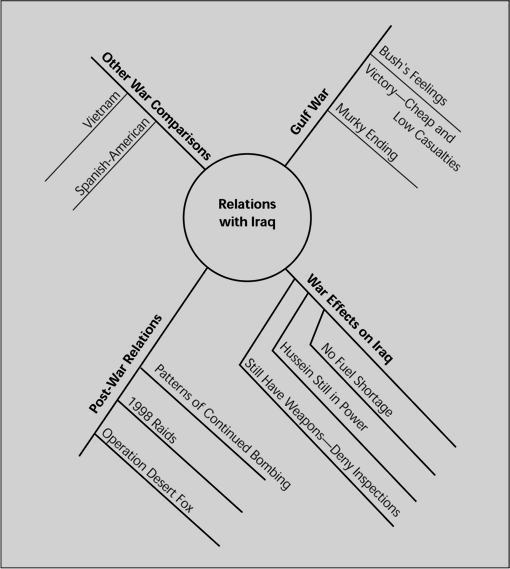 Other War Comparisons
Vietnam
Spanish-American
Gulf War
Bush's Feelings
Victory—Cheap and
Low Casualties
Murky Ending
Relations
with Iraq
War Effects on Iraq
No Fuel Shortage
Hussein Still in Power
Still Have Weapons—Deny Inspections
Post-War Relations
Patterns of Continued Bombing
1998 Raids
Operation Desert Fox